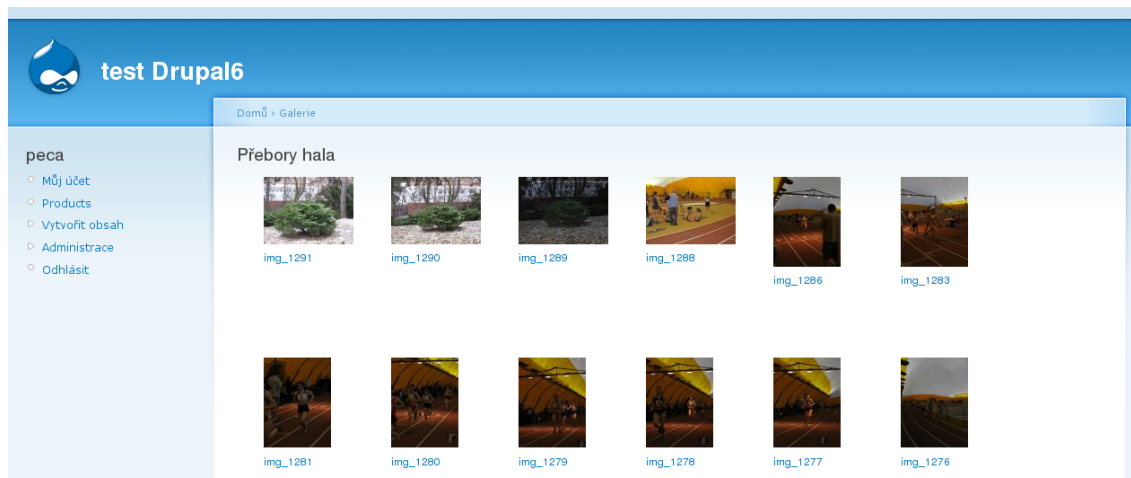 test Drupal6
Domů › Galerie
peca
Můj účet
Products
Vytvořit obsah
Administrace
Odhlásit
Přebory hala
img_1291 img_1290 img_1289 img_1288 img_1286 img_1283
img_1281 img_1280 img_1279 img_1278 img_1277 img_1276